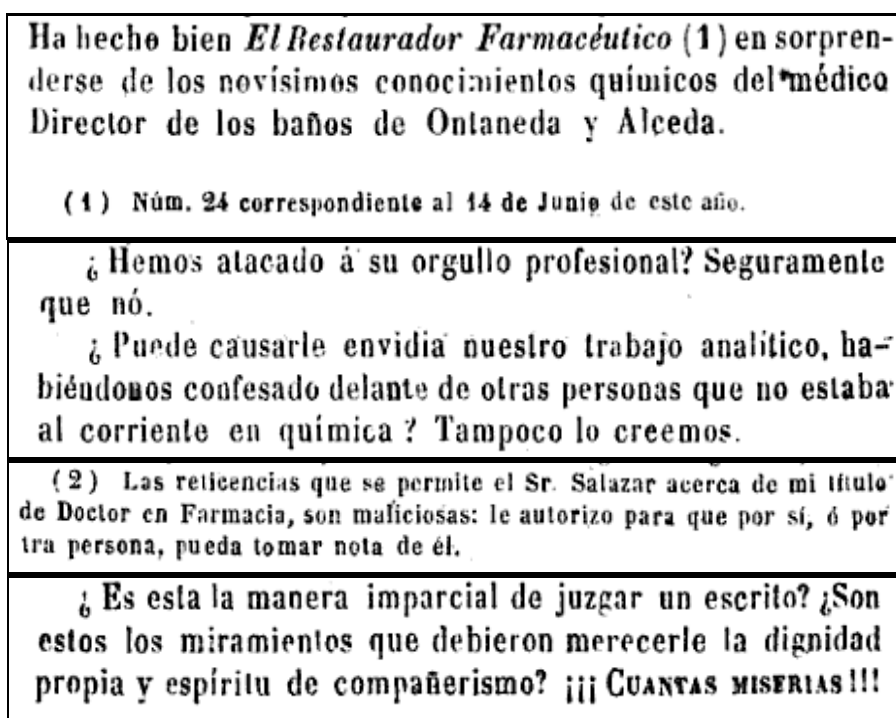 Ha hecho bien El Restaurador Farmacéutico (1) en sorpren-
derse de los novísimos conocimientos químicos del médico
Director de los baños de Ontaneda y Alceda.
(1) Núm. 24 correspondiente al 14 de Junio de este año.
¿Hemos atacado á su orgullo profesional? Seguramente
que nó.
¿Puede causarle envidia nuestro trabajo analítico, ha-
biéndonos confesado delante de otras personas que no estaba
al corriente en química? Tampoco lo creemos.
(2) Las reticencias que se permite el Sr. Salazar acerca de mi título
de Doctor en Farmacia, son maliciosas: le autorizo para que por sí, ó por
tra persona, pueda tomar nota de él.
¿Es esta la manera imparcial de juzgar un escrito? ¿Son
estos los miramientos que debieron merecerle la dignidad
propia y espíritu de compañerismo? ¡¡¡CUANTAS MISERIAS!!!